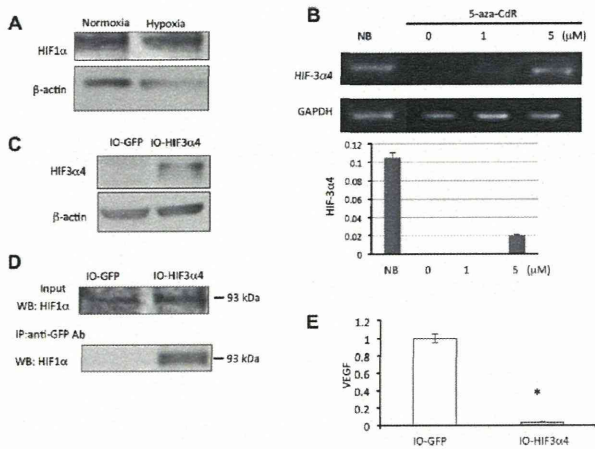 A
Normoxia Hypoxia
HIF1α
β-actin
B
5-aza-CdR
NB 0 1 5 (μM)
HIF-3α4
GAPDH
0.12
0.1
0.08
0.06
0.04
0.02
0
HIF-3α4
NB 0 1 5 (μM)
C
IO-GFP IO-HIF3α4
HIF3α4
β-actin
D
IO-GFP IO-HIF3α4
Input
WB: HIF1α
93 kDa
IP:anti-GFP Ab
WB: HIF1α
93 kDa
E
1.2
1
0.8
0.6
0.4
0.2
0
VEGF
*
IO-GFP IO-HIF3α4